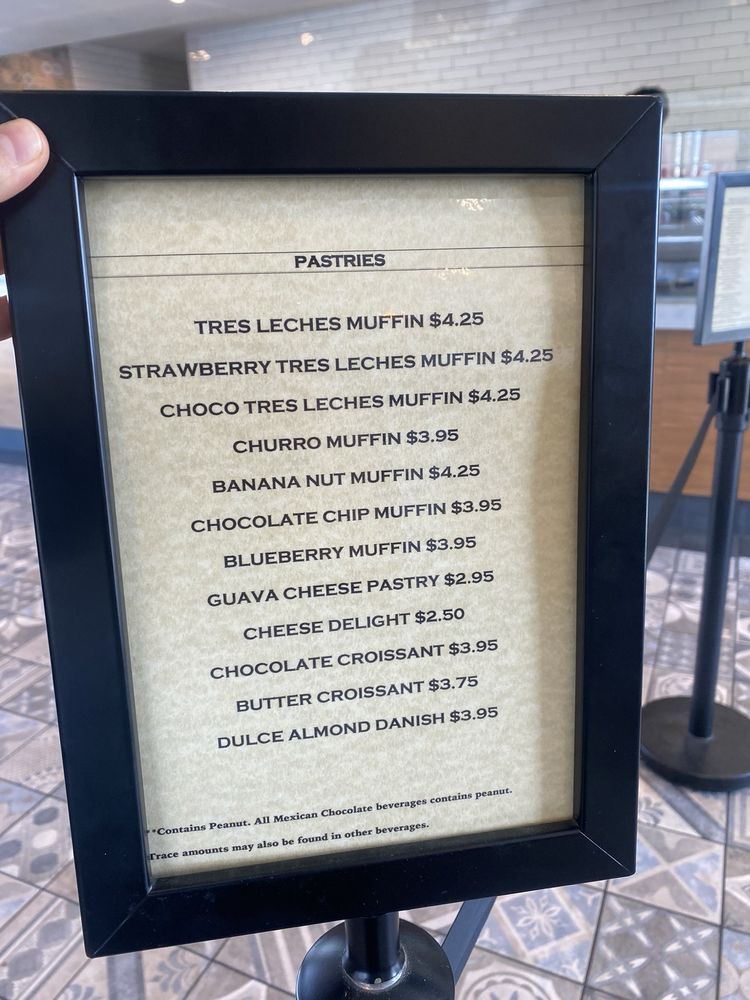 PASTRIES
TRES LECHES MUFFIN $4.25
STRAWBERRY TRES LECHES MUFFIN $4.25
CHOCO TRES LECHES MUFFIN $4.25
CHURRO MUFFIN $3.95
BANANA NUT MUFFIN $4.25
CHOCOLATE CHIP MUFFIN $3.95
BLUEBERRY MUFFIN $3.95
GUAVA CHEESE PASTRY $2.95
CHEESE DELIGHT $2.50
CHOCOLATE CROISSANT $3.95
BUTTER CROISSANT $3.75
DULCE ALMOND DANISH $3.95
**Contains Peanut. All Mexican Chocolate beverages contains peanut.
Trace amounts may also be found in other beverages.